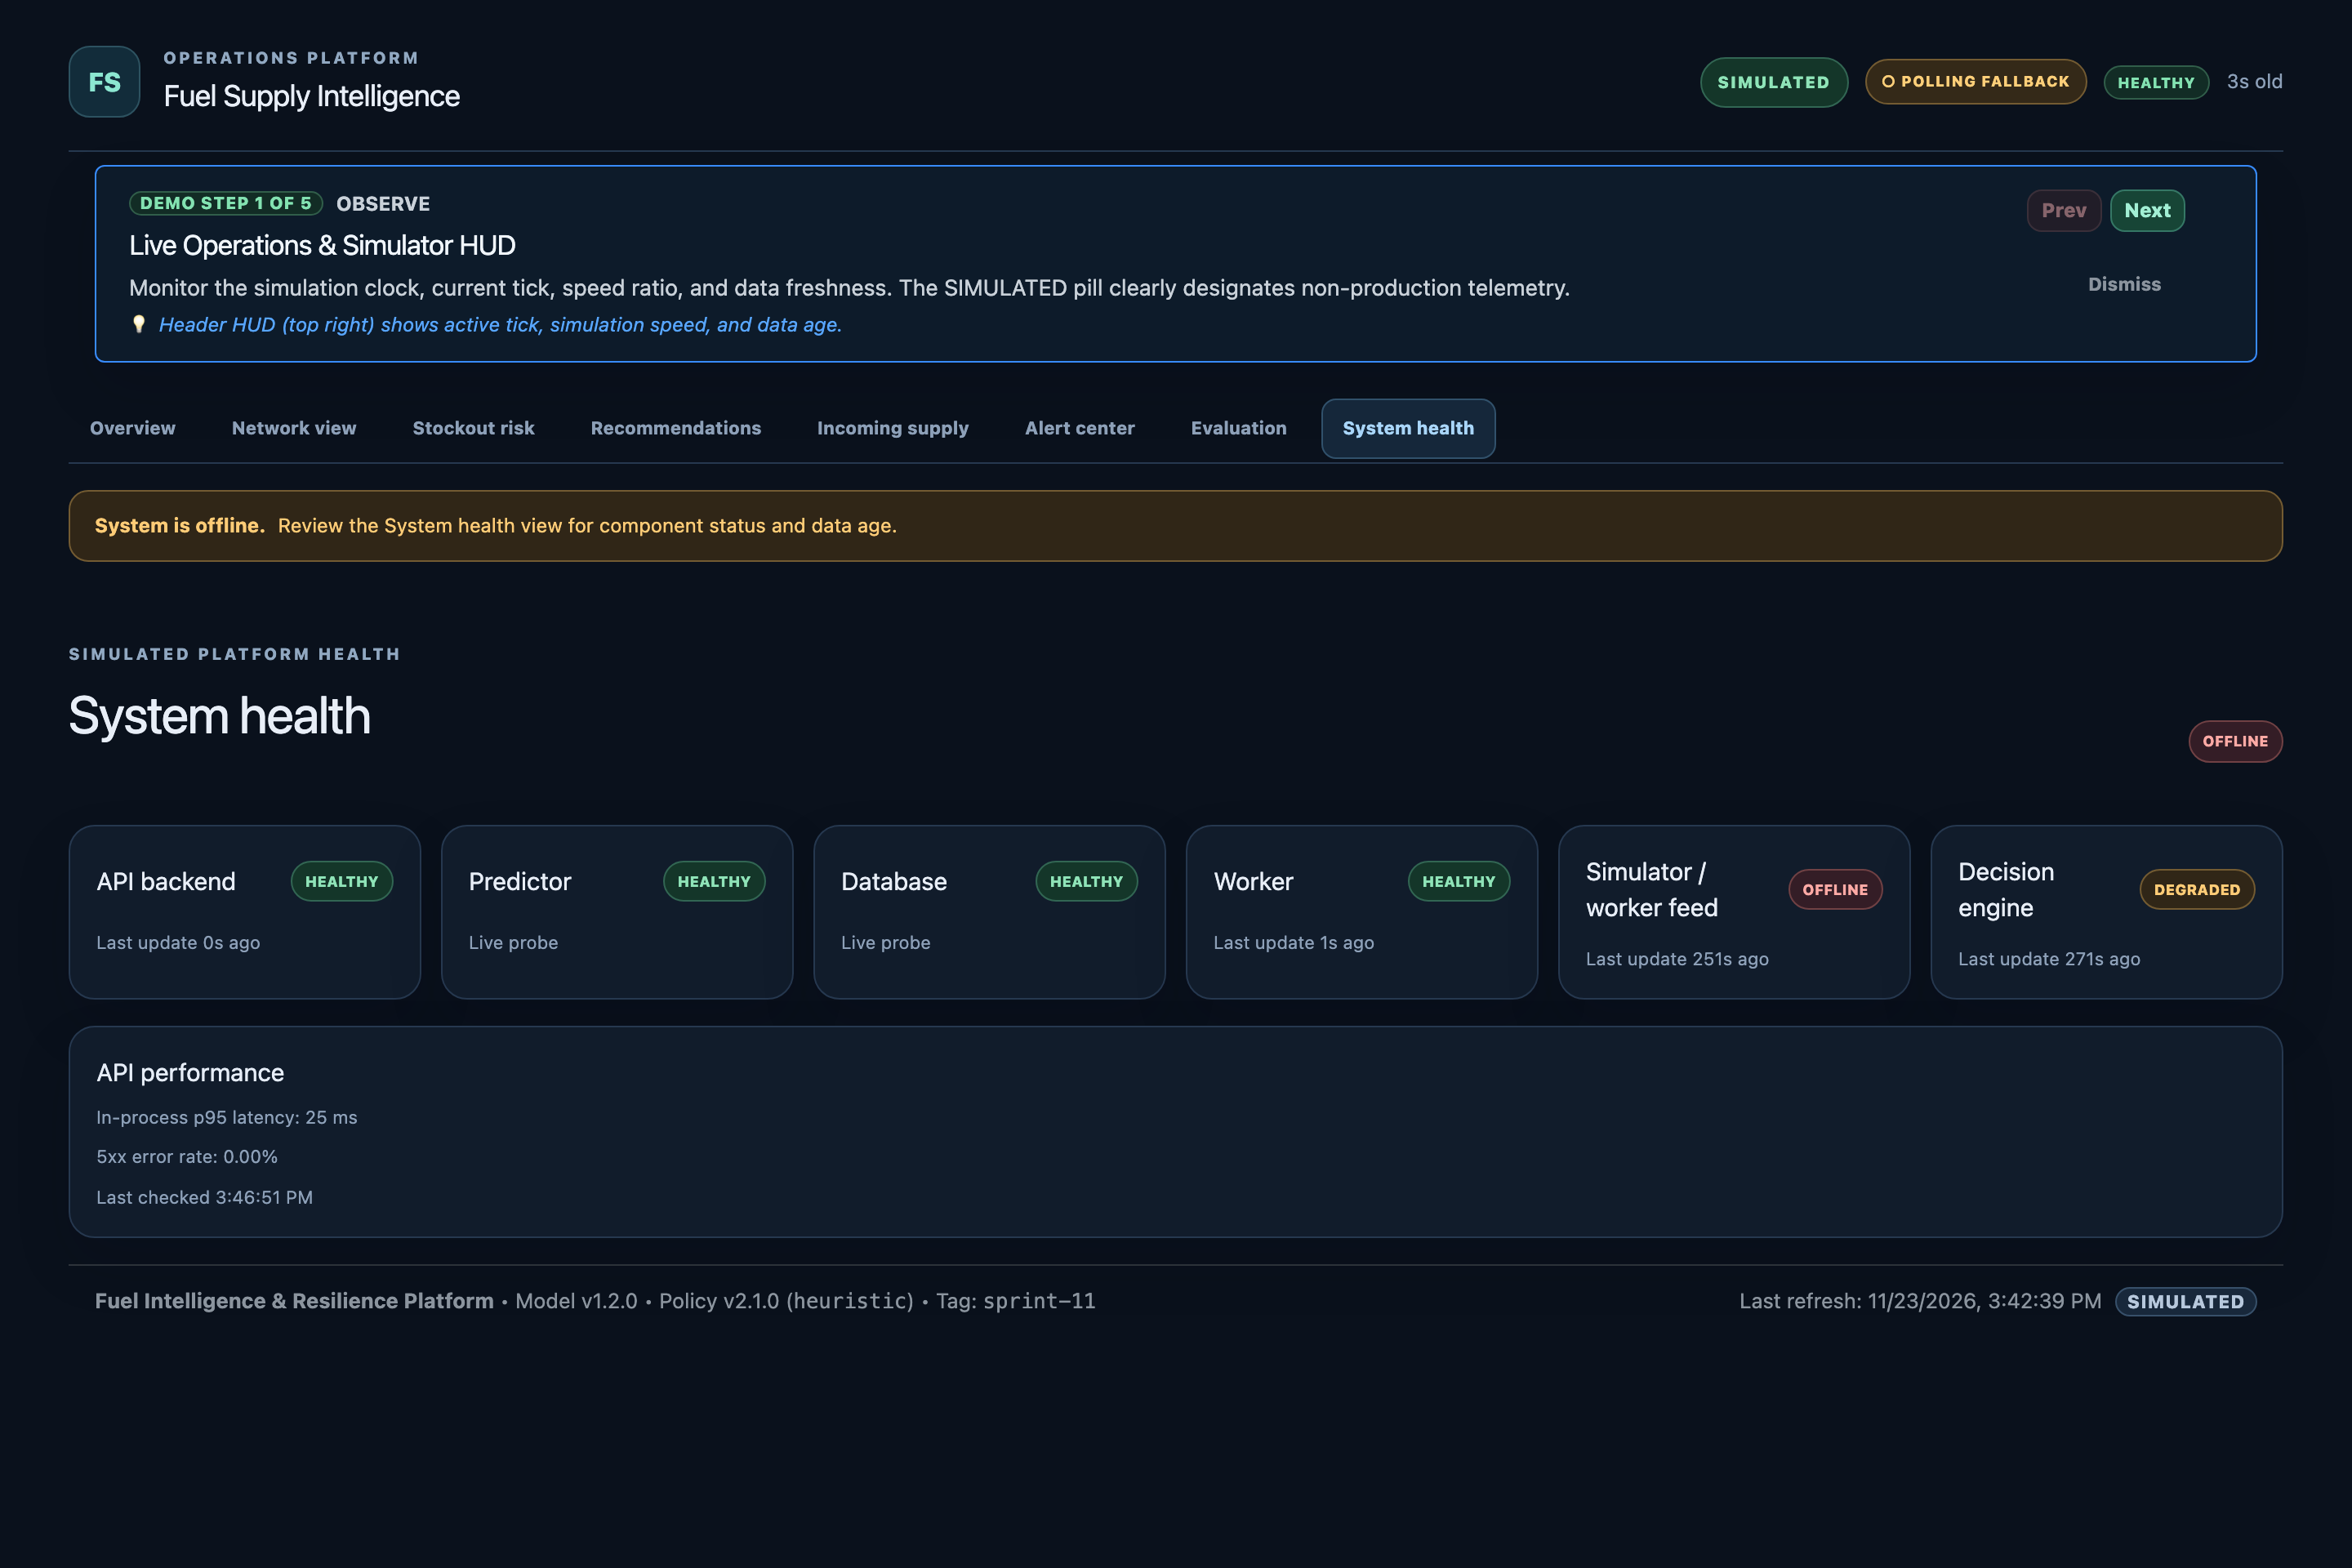 FS
OPERATIONS PLATFORM
Fuel Supply Intelligence
SIMULATED
POLLING FALLBACK
HEALTHY
3s old
DEMO STEP 1 OF 5 OBSERVE
Live Operations & Simulator HUD
Monitor the simulation clock, current tick, speed ratio, and data freshness. The SIMULATED pill clearly designates non-production telemetry.
Header HUD (top right) shows active tick, simulation speed, and data age.
Prev
Next
Dismiss
Overview
Network view
Stockout risk
Recommendations
Incoming supply
Alert center
Evaluation
System health
System is offline. Review the System health view for component status and data age.
SIMULATED PLATFORM HEALTH
System health
OFFLINE
API backend
HEALTHY
Last update 0s ago
Predictor
HEALTHY
Live probe
Database
HEALTHY
Live probe
Worker
HEALTHY
Last update 1s ago
Simulator /
worker feed
OFFLINE
Last update 251s ago
Decision
engine
DEGRADED
Last update 271s ago
API performance
In-process p95 latency: 25 ms
5xx error rate: 0.00%
Last checked 3:46:51 PM
Fuel Intelligence & Resilience Platform • Model v1.2.0 • Policy v2.1.0 (heuristic) • Tag: sprint-11
Last refresh: 11/23/2026, 3:42:39 PM
SIMULATED